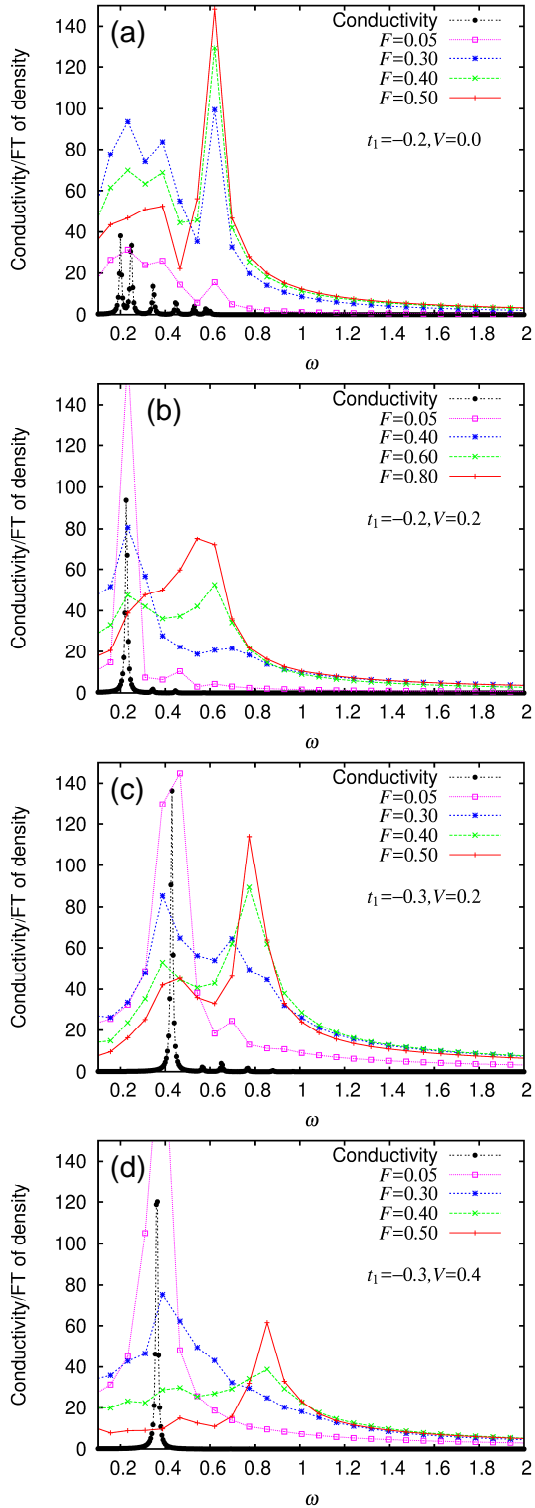 (a)
Conductivity
F=0.05
F=0.30
F=0.40
F=0.50
t1=−0.2, V=0.0
Conductivity/FT of density
140
120
100
80
60
40
20
0
0.2 0.4 0.6 0.8 1 1.2 1.4 1.6 1.8 2
ω
(b)
Conductivity
F=0.05
F=0.40
F=0.60
F=0.80
t1=−0.2, V=0.2
Conductivity/FT of density
140
120
100
80
60
40
20
0
0.2 0.4 0.6 0.8 1 1.2 1.4 1.6 1.8 2
ω
(c)
Conductivity
F=0.05
F=0.30
F=0.40
F=0.50
t1=−0.3, V=0.2
Conductivity/FT of density
140
120
100
80
60
40
20
0
0.2 0.4 0.6 0.8 1 1.2 1.4 1.6 1.8 2
ω
(d)
Conductivity
F=0.05
F=0.30
F=0.40
F=0.50
t1=−0.3, V=0.4
Conductivity/FT of density
140
120
100
80
60
40
20
0
0.2 0.4 0.6 0.8 1 1.2 1.4 1.6 1.8 2
ω